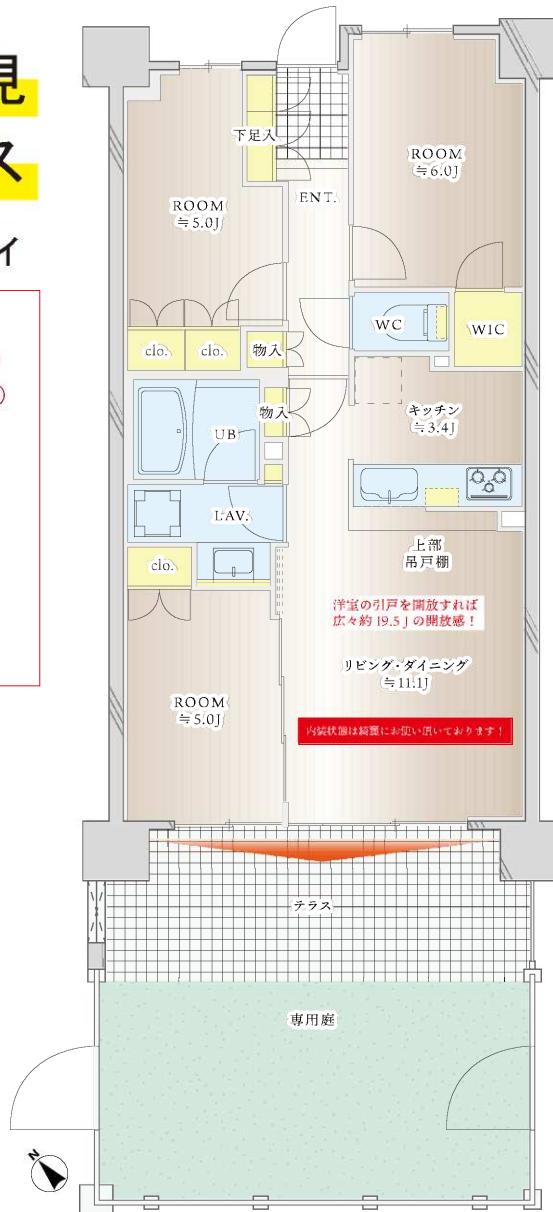 見
ス
イ
)
下足入
ROOM
≒6.0J
ENT.
ROOM
≒5.0J
WC
WIC
clo.
clo.
物入
物入
キッチン
≒3.4J
UB
LAV.
上部
吊戸棚
clo.
洋室の引戸を開放すれば
広々約19.5Jの開放感!
リビング・ダイニング
≒11.1J
ROOM
≒5.0J
内装状態は綺麗にお使い頂いております!
テラス
専用庭
N